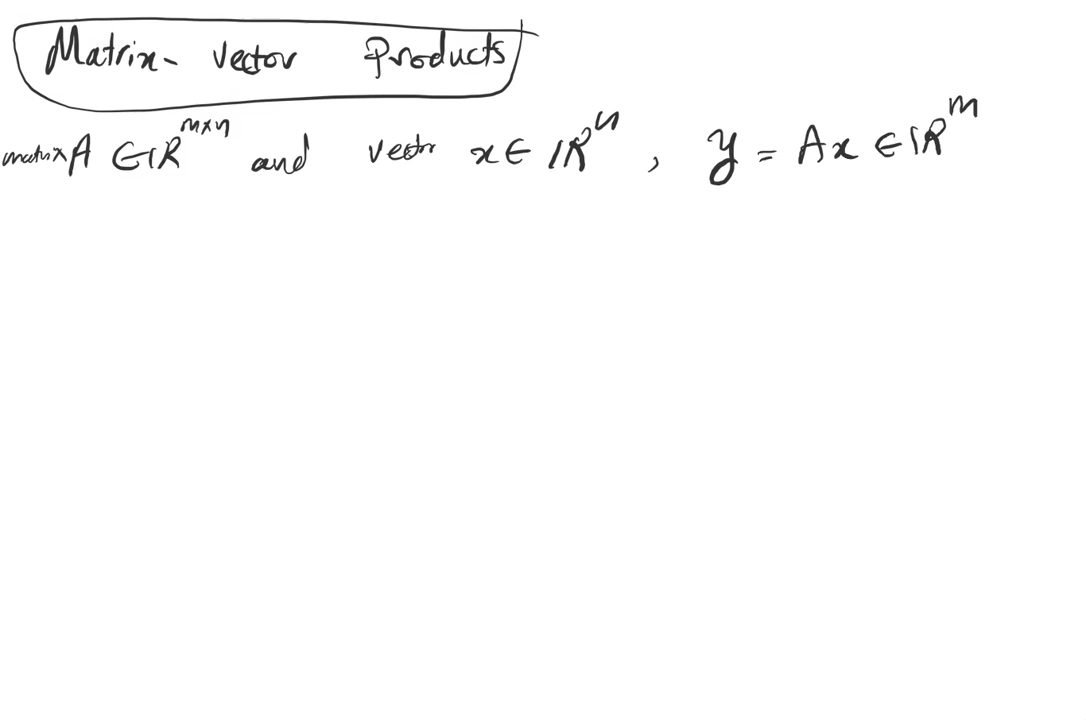 Matrix-vector Products
matrix A ∈ ℝ^{m×n} and vector x ∈ ℝ^n, y = Ax ∈ ℝ^m